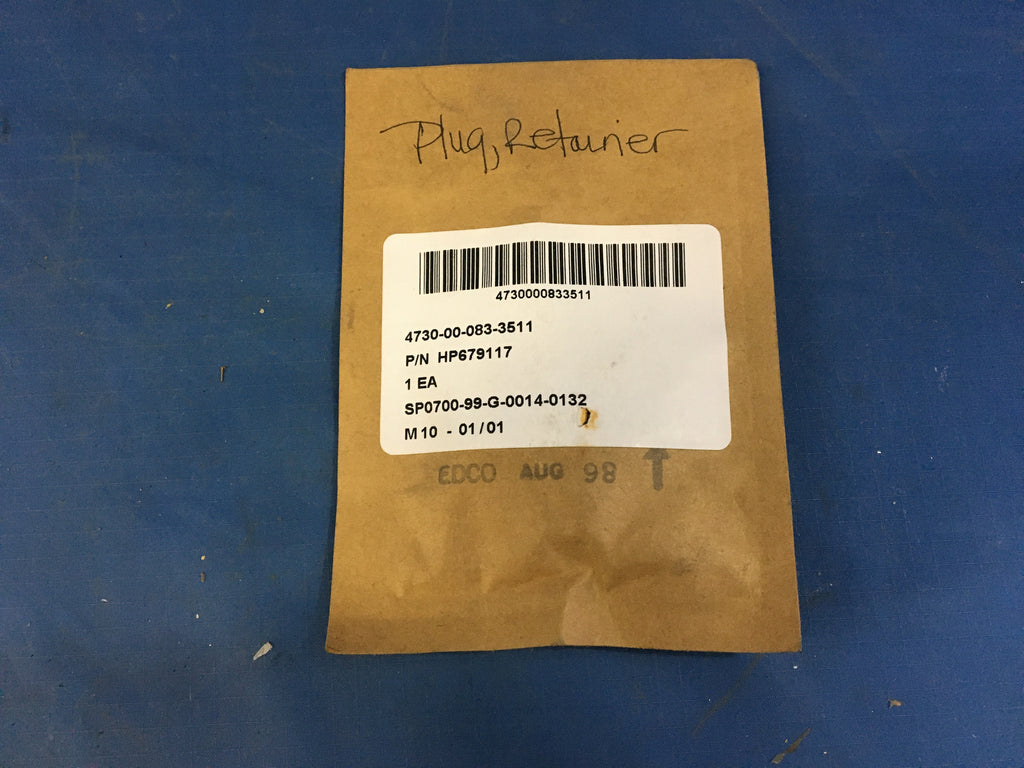 Plug, Retainer
4730000833511
4730-00-083-3511
P/N HP679117
1 EA
SP0700-99-G-0014-0132
M10 - 01/01
EDCO AUG 98